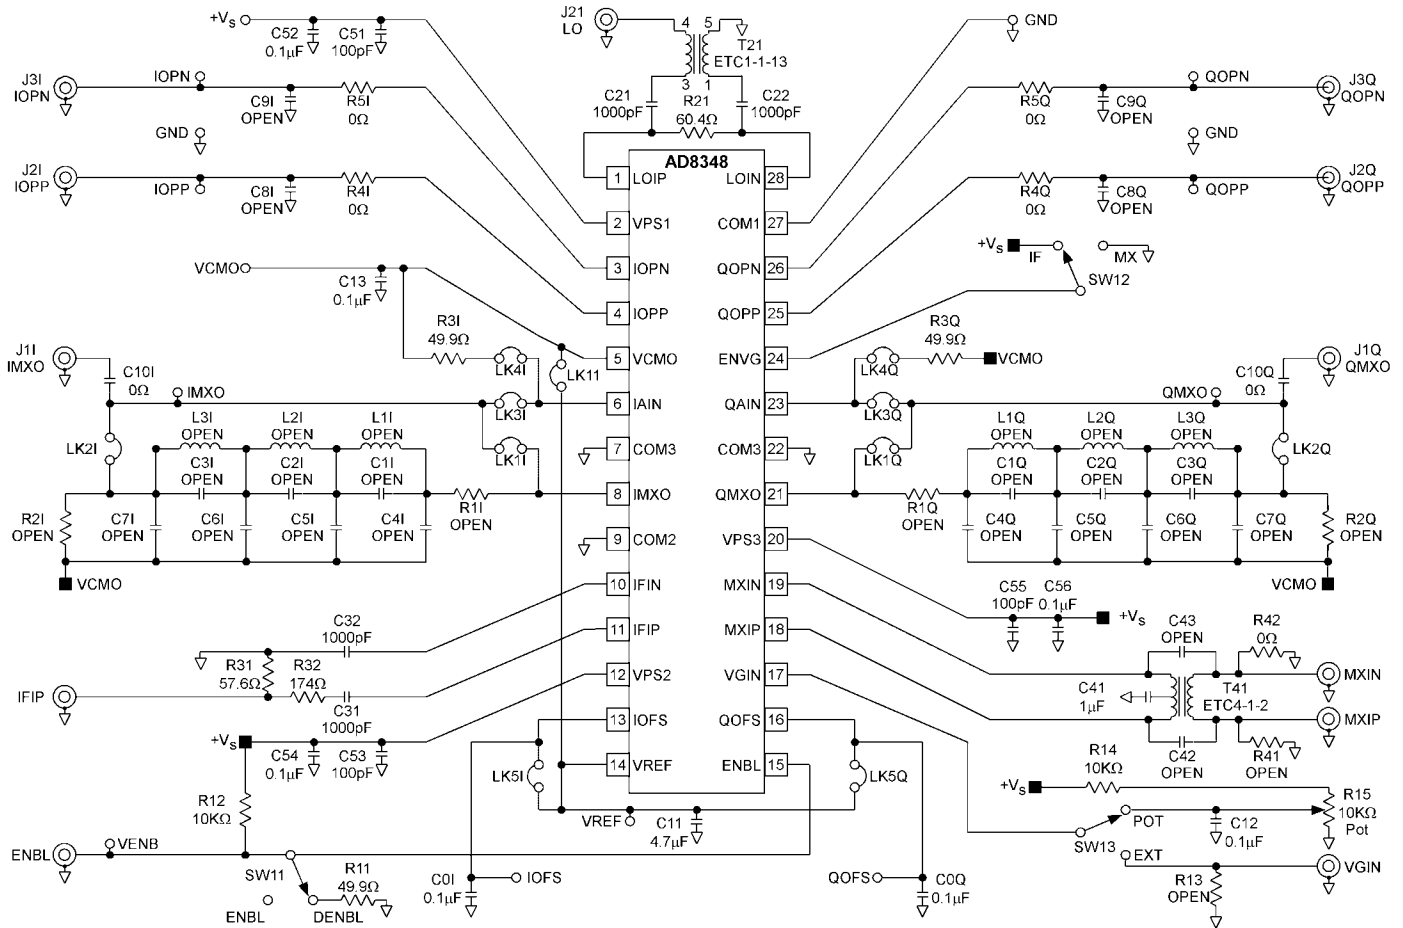 +VS
C52
0.1µF
C51
100pF
J21
LO
4
5
T21
ETC1-1-13
3
1
GND
J3I
IOPN
IOPN
C9I
OPEN
R5I
0Ω
C21
1000pF
R21
60.4Ω
C22
1000pF
R5Q
0Ω
C9Q
OPEN
QOPN
J3Q
QOPN
GND
GND
J2I
IOPP
IOPP
C8I
OPEN
R4I
0Ω
R4Q
0Ω
C8Q
OPEN
QOPP
J2Q
QOPP
AD8348
1
LOIP
LOIN
28
2
VPS1
COM1
27
3
IOPN
QOPN
26
4
IOPP
QOPP
25
5
VCMO
ENVG
24
6
IAIN
QAIN
23
7
COM3
COM3
22
8
IMXO
QMXO
21
9
COM2
VPS3
20
10
IFIN
MXIN
19
11
IFIP
MXIP
18
12
VPS2
VGIN
17
13
IOFS
QOFS
16
14
VREF
ENBL
15
+VS
IF
MX
SW12
VCMO
C13
0.1µF
R3I
49.9Ω
LK4I
LK11
R3Q
49.9Ω
LK4Q
VCMO
J1I
IMXO
C10I
0Ω
IMXO
LK3I
LK3Q
QMXO
C10Q
0Ω
J1Q
QMXO
LK2I
L3I
OPEN
L2I
OPEN
L1I
OPEN
LK1I
LK1Q
L1Q
OPEN
L2Q
OPEN
L3Q
OPEN
LK2Q
C3I
OPEN
C2I
OPEN
C1I
OPEN
C1Q
OPEN
C2Q
OPEN
C3Q
OPEN
R2I
OPEN
C7I
OPEN
C6I
OPEN
C5I
OPEN
C4I
OPEN
R1I
OPEN
R1Q
OPEN
C4Q
OPEN
C5Q
OPEN
C6Q
OPEN
C7Q
OPEN
R2Q
OPEN
VCMO
VCMO
C32
1000pF
R31
57.6Ω
R32
174Ω
C31
1000pF
IFIP
C55
100pF
C56
0.1µF
+VS
C43
OPEN
R42
0Ω
MXIN
C41
1µF
T41
ETC4-1-2
MXIP
C42
OPEN
R41
OPEN
+VS
C54
0.1µF
C53
100pF
R12
10KΩ
LK5I
LK5Q
VREF
C11
4.7µF
R14
10KΩ
+VS
R15
10KΩ
Pot
SW13
POT
C12
0.1µF
EXT
VGIN
R13
OPEN
ENBL
VENB
SW11
R11
49.9Ω
ENBL
DENBL
C0I
0.1µF
IOFS
QOFS
C0Q
0.1µF